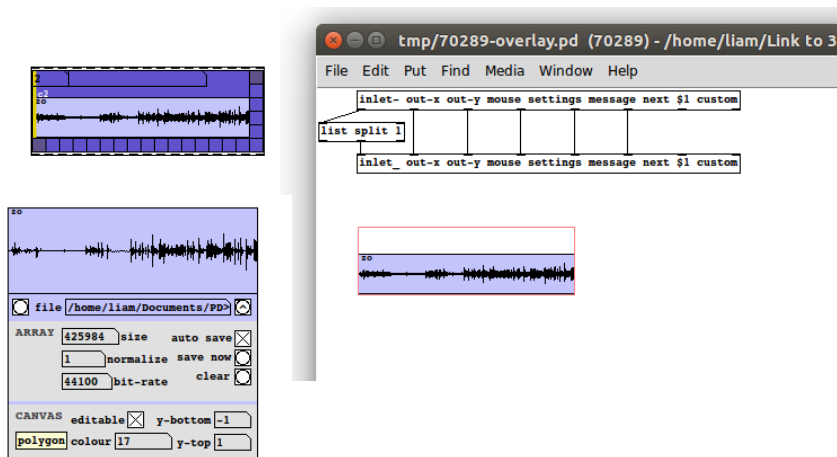 2
c2
zo
zo
file /home/liam/Documents/PD>
ARRAY 425984 size auto save
1 normalize save now
44100 bit-rate clear
CANVAS editable y-bottom -1
polygon colour 17 y-top 1
tmp/70289-overlay.pd (70289) - /home/liam/Link to 3
File Edit Put Find Media Window Help
inlet- out-x out-y mouse settings message next $1 custom
list split 1
inlet_ out-x out-y mouse settings message next $1 custom
zo